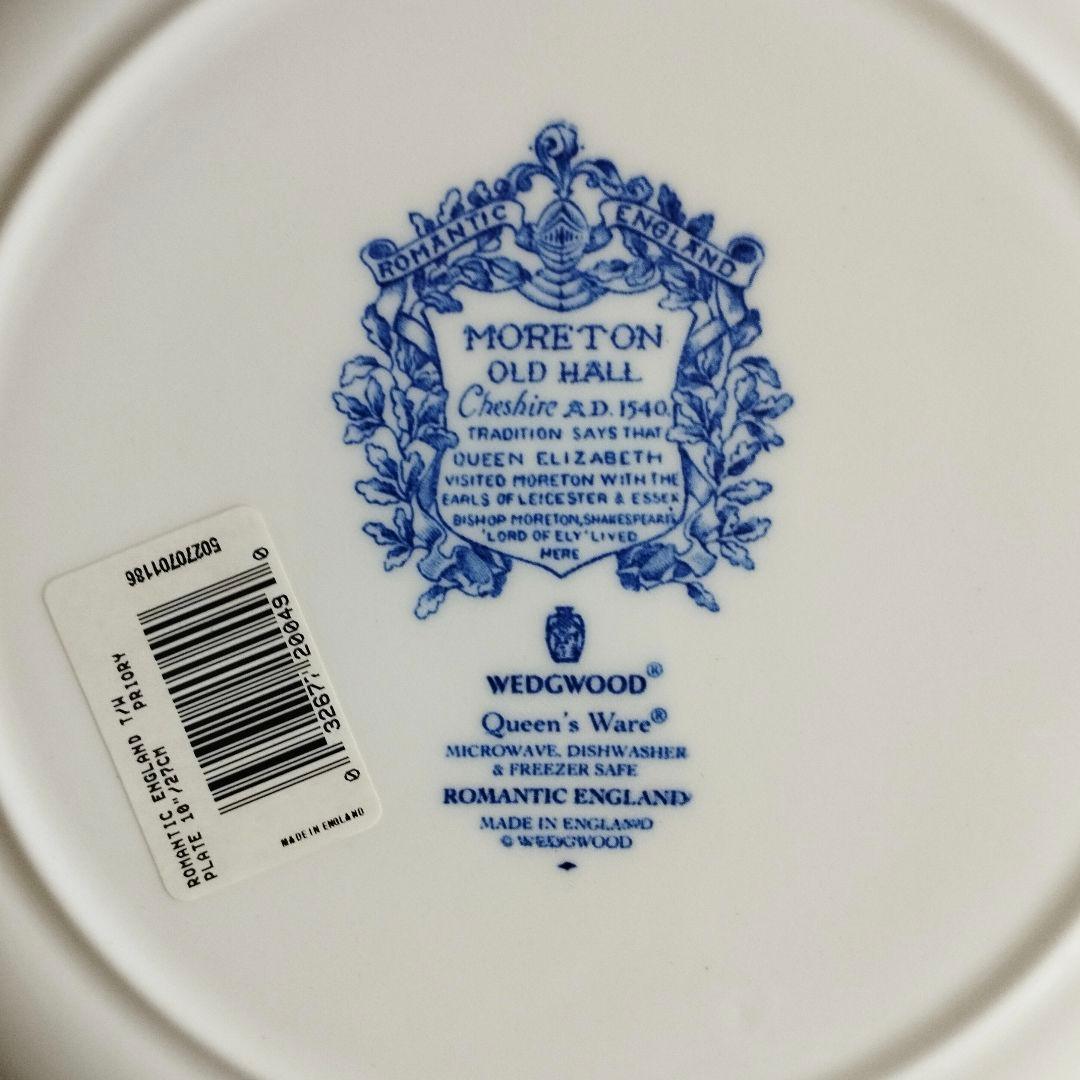 ROMANTIC ENGLAND
MORETON
OLD HALL
Cheshire A.D. 1540.
TRADITION SAYS THAT
QUEEN ELIZABETH
VISITED MORETON WITH THE
EARLS OF LEICESTER & ESSEX
BISHOP MORETON, SHAKESPEARE'S
'LORD OF ELY' LIVED
HERE
WEDGWOOD®
Queen's Ware®
MICROWAVE, DISHWASHER
& FREEZER SAFE
ROMANTIC ENGLAND
MADE IN ENGLAND
© WEDGWOOD
ROMANTIC ENGLAND T/W
PLATE 10"/27CM PRIORY
0 32677 20049 0
502770701186
MADE IN ENGLAND